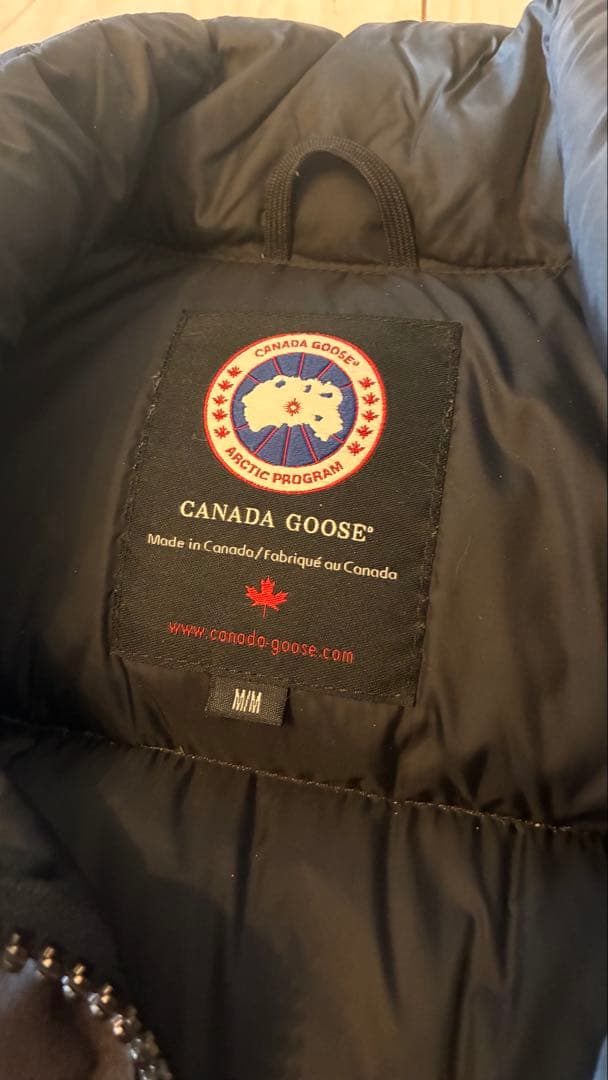 CANADA GOOSE®
ARCTIC PROGRAM
CANADA GOOSE®
Made in Canada/Fabriqué au Canada
www.canada-goose.com
M/M